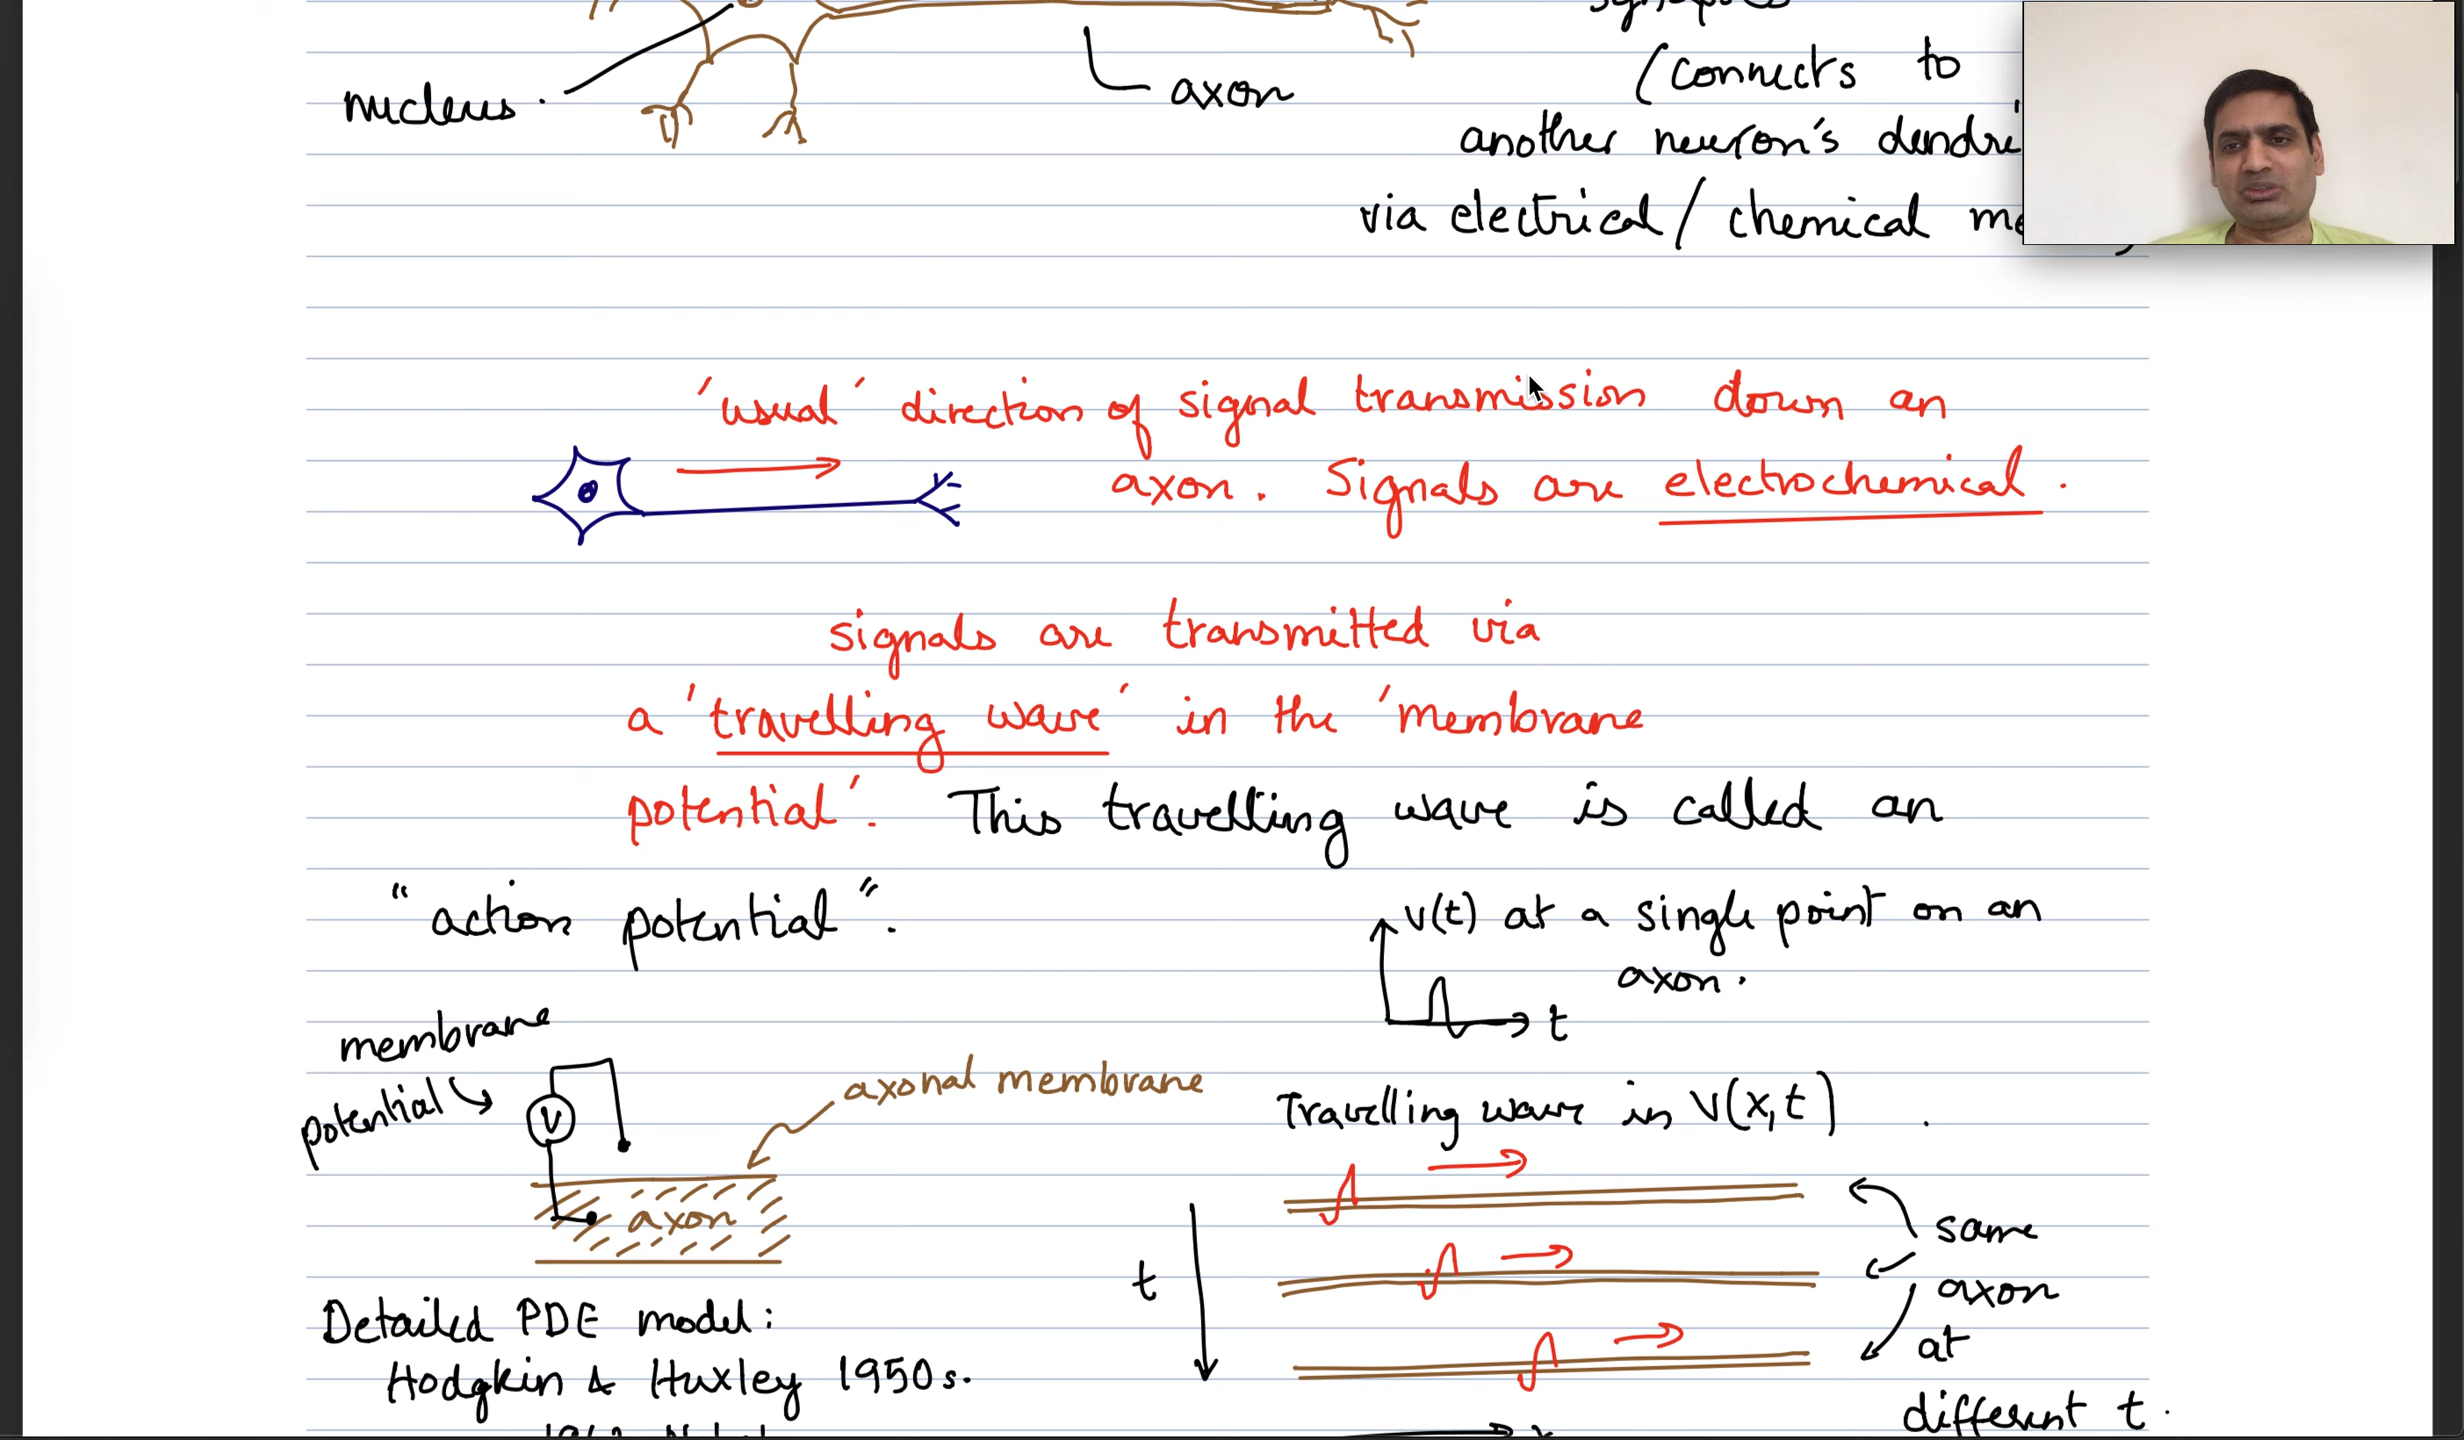 nucleus.
axon
synapse
(connects to
another neuron's
via electrical / chemical
'usual' direction of signal transmission down an
axon. Signals are electrochemical.
signals are transmitted via
a 'travelling wave' in the 'membrane
potential'. This travelling wave is called an
"action potential".
v(t) at a single point on an
axon.
t
membrane
potential
V
axonal membrane
axon
Travelling wave in V(x,t).
t
same
axon
at
different t.
Detailed PDE model:
Hodgkin & Huxley 1950s.
x